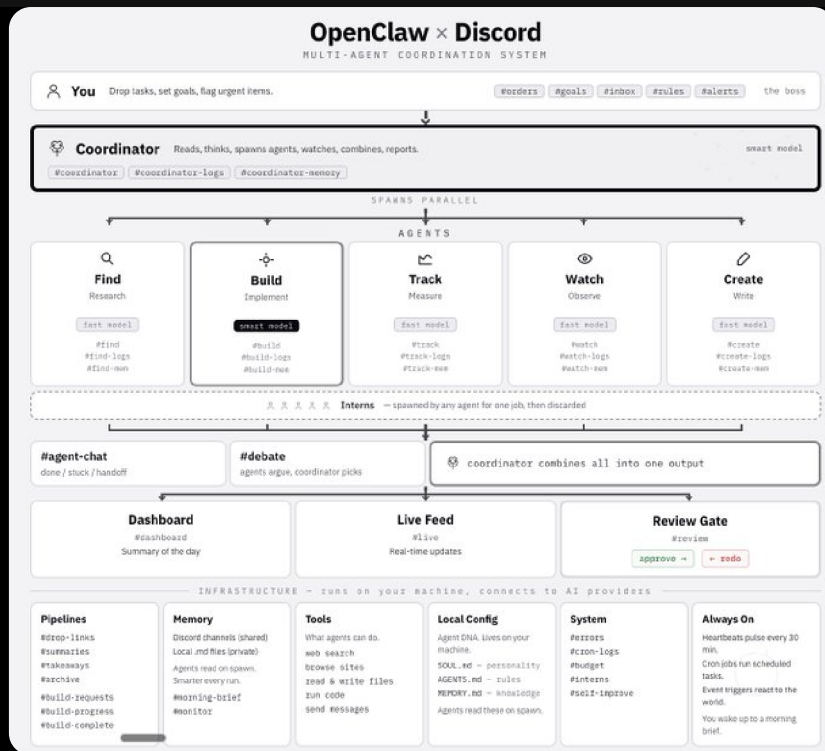 OpenClaw × Discord
MULTI-AGENT COORDINATION SYSTEM
You Drop tasks, set goals, flag urgent items. #orders #goals #inbox #rules #alerts the boss
Coordinator Reads, thinks, spawns agents, watches, combines, reports. smart model
#coordinator #coordinator-logs #coordinator-memory
SPAWNS PARALLEL
AGENTS
Find
Research
fast model
#find
#find-logs
#find-mem
Build
Implement
smart model
#build
#build-logs
#build-mem
Track
Measure
fast model
#track
#track-logs
#track-mem
Watch
Observe
fast model
#watch
#watch-logs
#watch-mem
Create
Write
fast model
#create
#create-logs
#create-mem
Interns — spawned by any agent for one job, then discarded
#agent-chat
done / stuck / handoff
#debate
agents argue, coordinator picks
coordinator combines all into one output
Dashboard
#dashboard
Summary of the day
Live Feed
#live
Real-time updates
Review Gate
#review
approve → ← redo
INFRASTRUCTURE — runs on your machine, connects to AI providers
Pipelines
#drop-links
#summaries
#takeaways
#archive
#build-requests
#build-progress
#build-complete
Memory
Discord channels (shared)
Local .md files (private)
Agents read on spawn.
Smarter every run.
#morning-brief
#monitor
Tools
What agents can do.
web search
browse sites
read & write files
run code
send messages
Local Config
Agent DNA. Lives on your
machine.
SOUL.md — personality
AGENTS.md — rules
MEMORY.md — knowledge
Agents read these on spawn.
System
#errors
#cron-logs
#budget
#interns
#self-improve
Always On
Heartbeats pulse every 30
min.
Cron jobs run scheduled
tasks.
Event triggers react to the
world.
You wake up to a morning
brief.